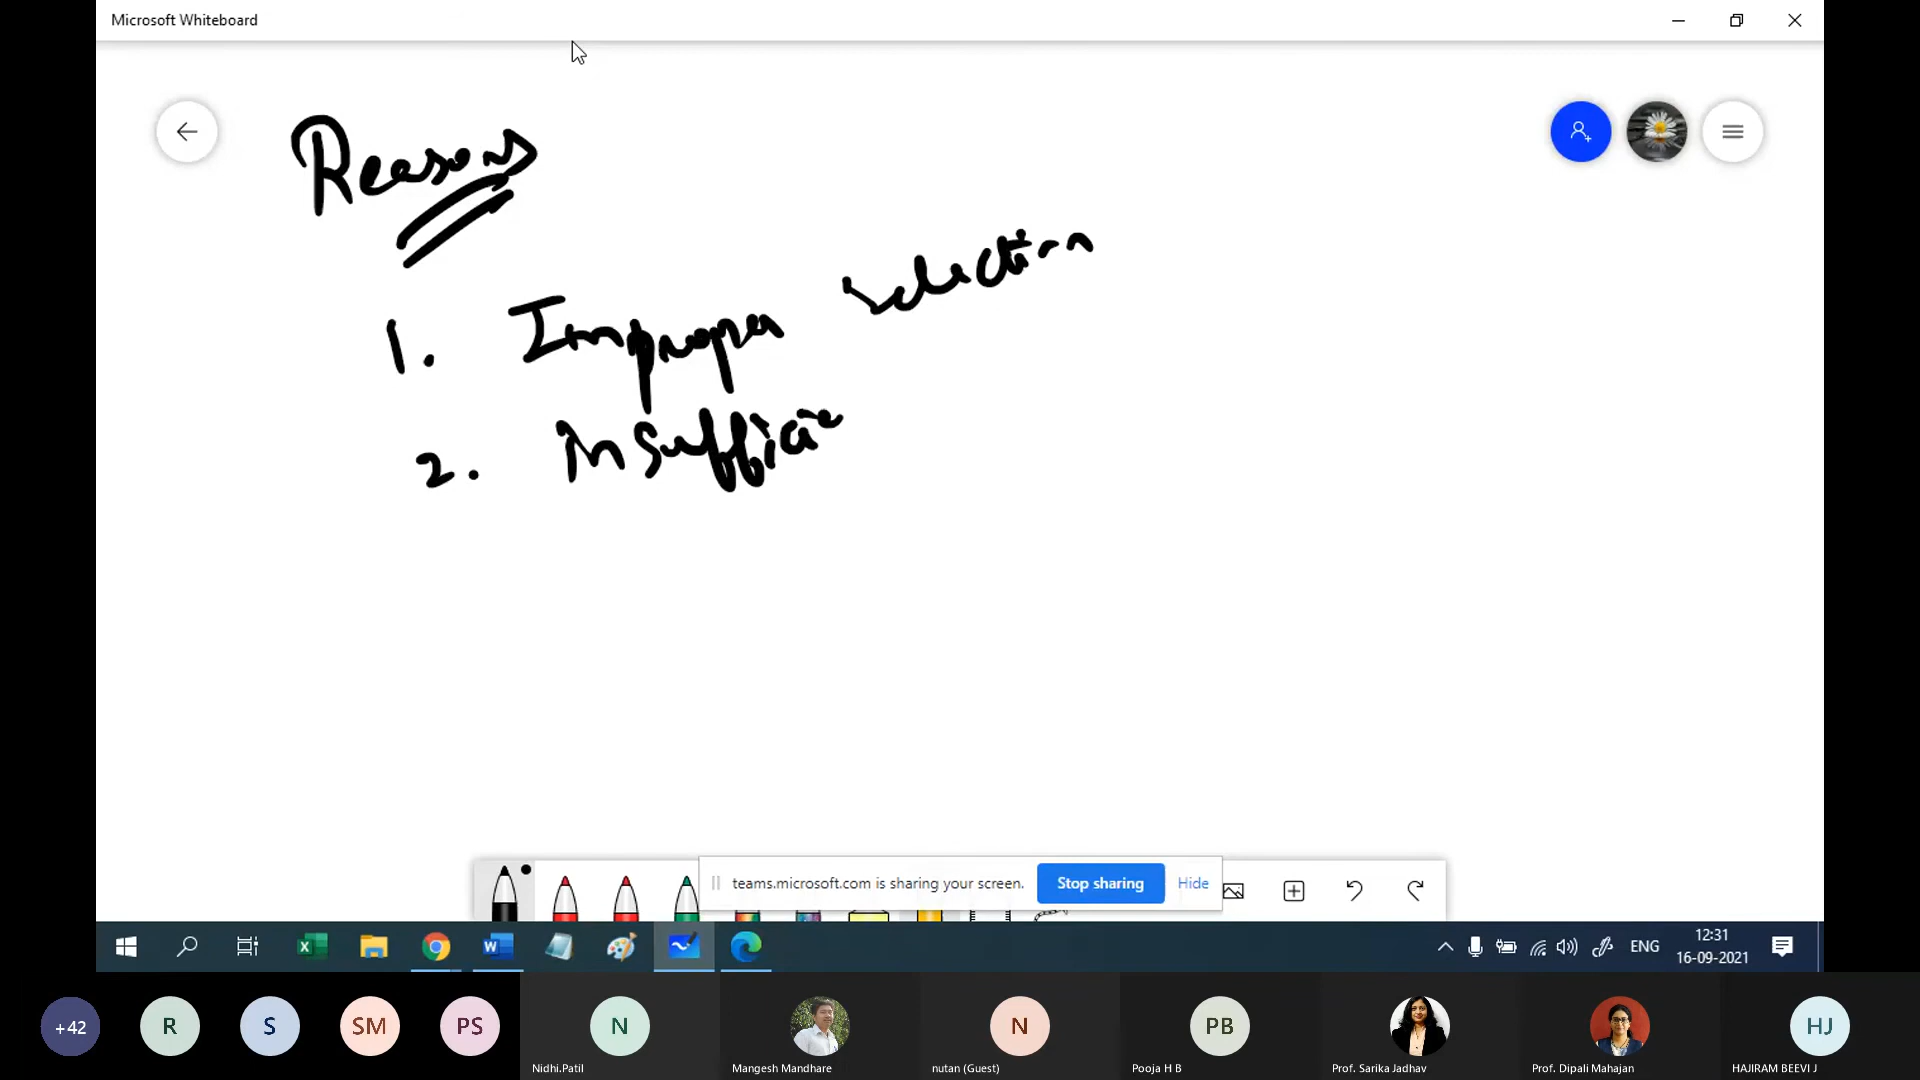 Microsoft Whiteboard
Reasons
1. Improper selection
2. insufficie
teams.microsoft.com is sharing your screen. Stop sharing Hide
ENG 12:31
16-09-2021
+42 R S SM PS N N PB HJ
Nidhi.Patil Mangesh Mandhare nutan (Guest) Pooja H B Prof. Sarika Jadhav Prof. Dipali Mahajan HAJIRAM BEEVI J